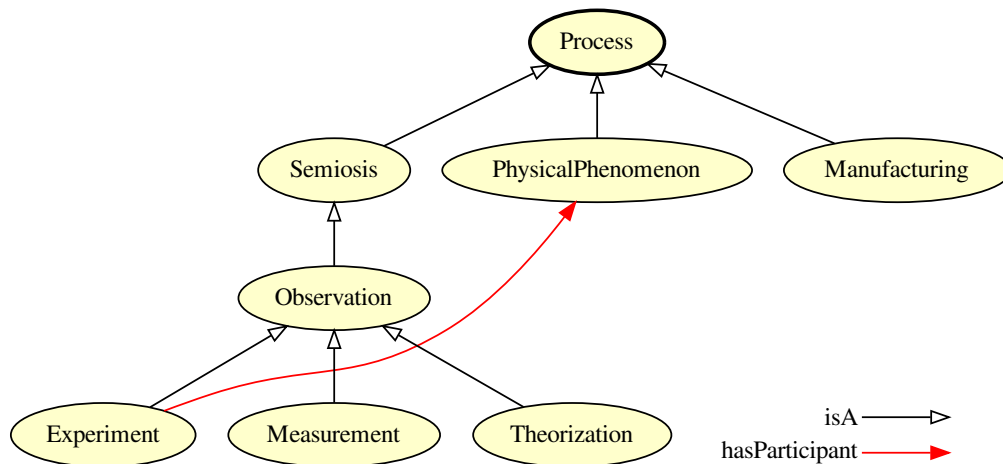 Process
Semiosis
PhysicalPhenomenon
Manufacturing
Observation
Experiment
Measurement
Theorization
isA
hasParticipant